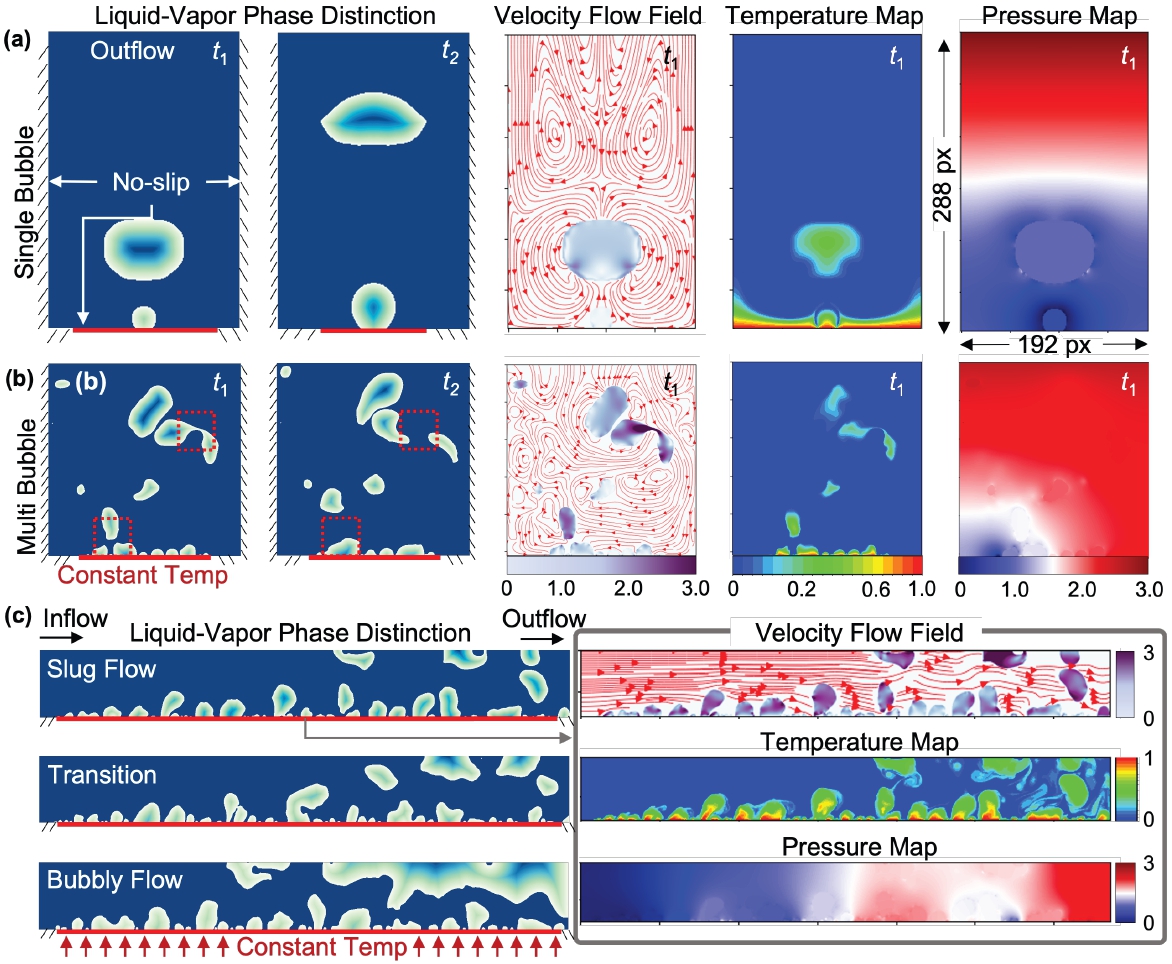 Liquid-Vapor Phase Distinction Velocity Flow Field Temperature Map Pressure Map
(a) Outflow t1 t2 t1 t1 t1
Single Bubble
No-slip
288 px
192 px
(b) (b) t1 t2 t1 t1 t1
Multi Bubble
Constant Temp
0 1.0 2.0 3.0 0 0.2 0.6 1.0 0 1.0 2.0 3.0
(c) Inflow Liquid-Vapor Phase Distinction Outflow
Slug Flow
Transition
Bubbly Flow
Constant Temp
Velocity Flow Field
3
0
Temperature Map
1
0
Pressure Map
3
0